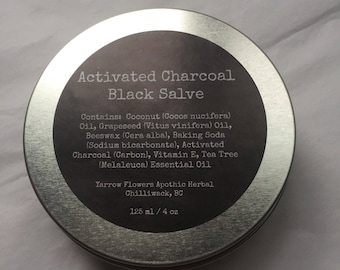 Activated Charcoal
Black Salve
Contains: Coconut (Cocos nucifera)
Oil, Grapeseed (Vitus vinifera) Oil,
Beeswax (Cera alba), Baking Soda
(Sodium bicarbonate), Activated
Charcoal (Carbon), Vitamin E, Tea Tree
(Melaleuca) Essential Oil
Yarrow Flowers Apothic Herbal
Chilliwack, BC
125 ml / 4 oz